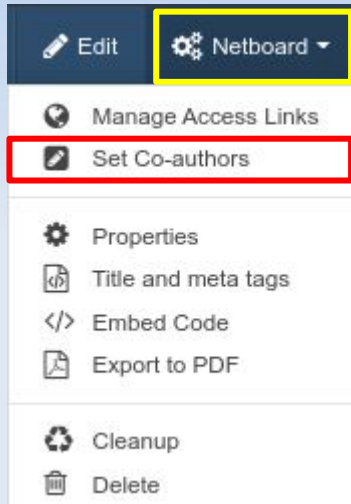 Edit Netboard
Manage Access Links
Set Co-authors
Properties
Title and meta tags
Embed Code
Export to PDF
Cleanup
Delete